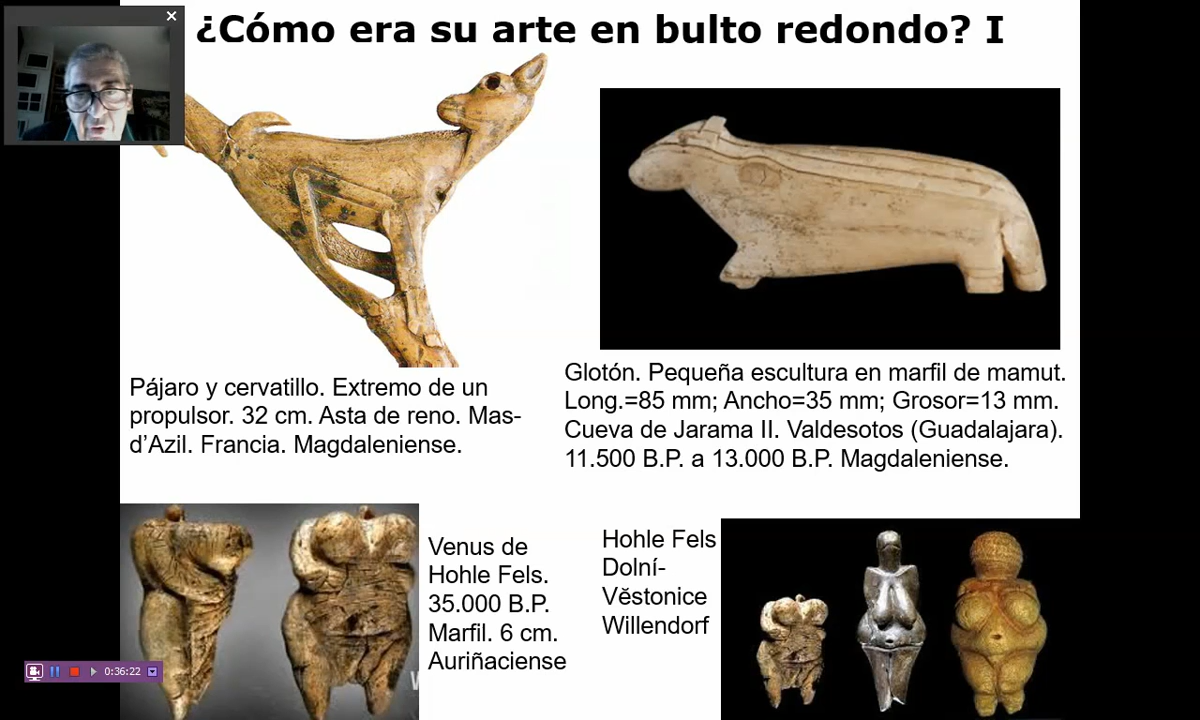 ¿Cómo era su arte en bulto redondo? I
Pájaro y cervatillo. Extremo de un
propulsor. 32 cm. Asta de reno. Mas-
d’Azil. Francia. Magdaleniense.
Glotón. Pequeña escultura en marfil de mamut.
Long.=85 mm; Ancho=35 mm; Grosor=13 mm.
Cueva de Jarama II. Valdesotos (Guadalajara).
11.500 B.P. a 13.000 B.P. Magdaleniense.
Venus de
Hohle Fels.
35.000 B.P.
Marfil. 6 cm.
Auriñaciense
Hohle Fels
Dolní-
Vĕstonice
Willendorf
0:36:22